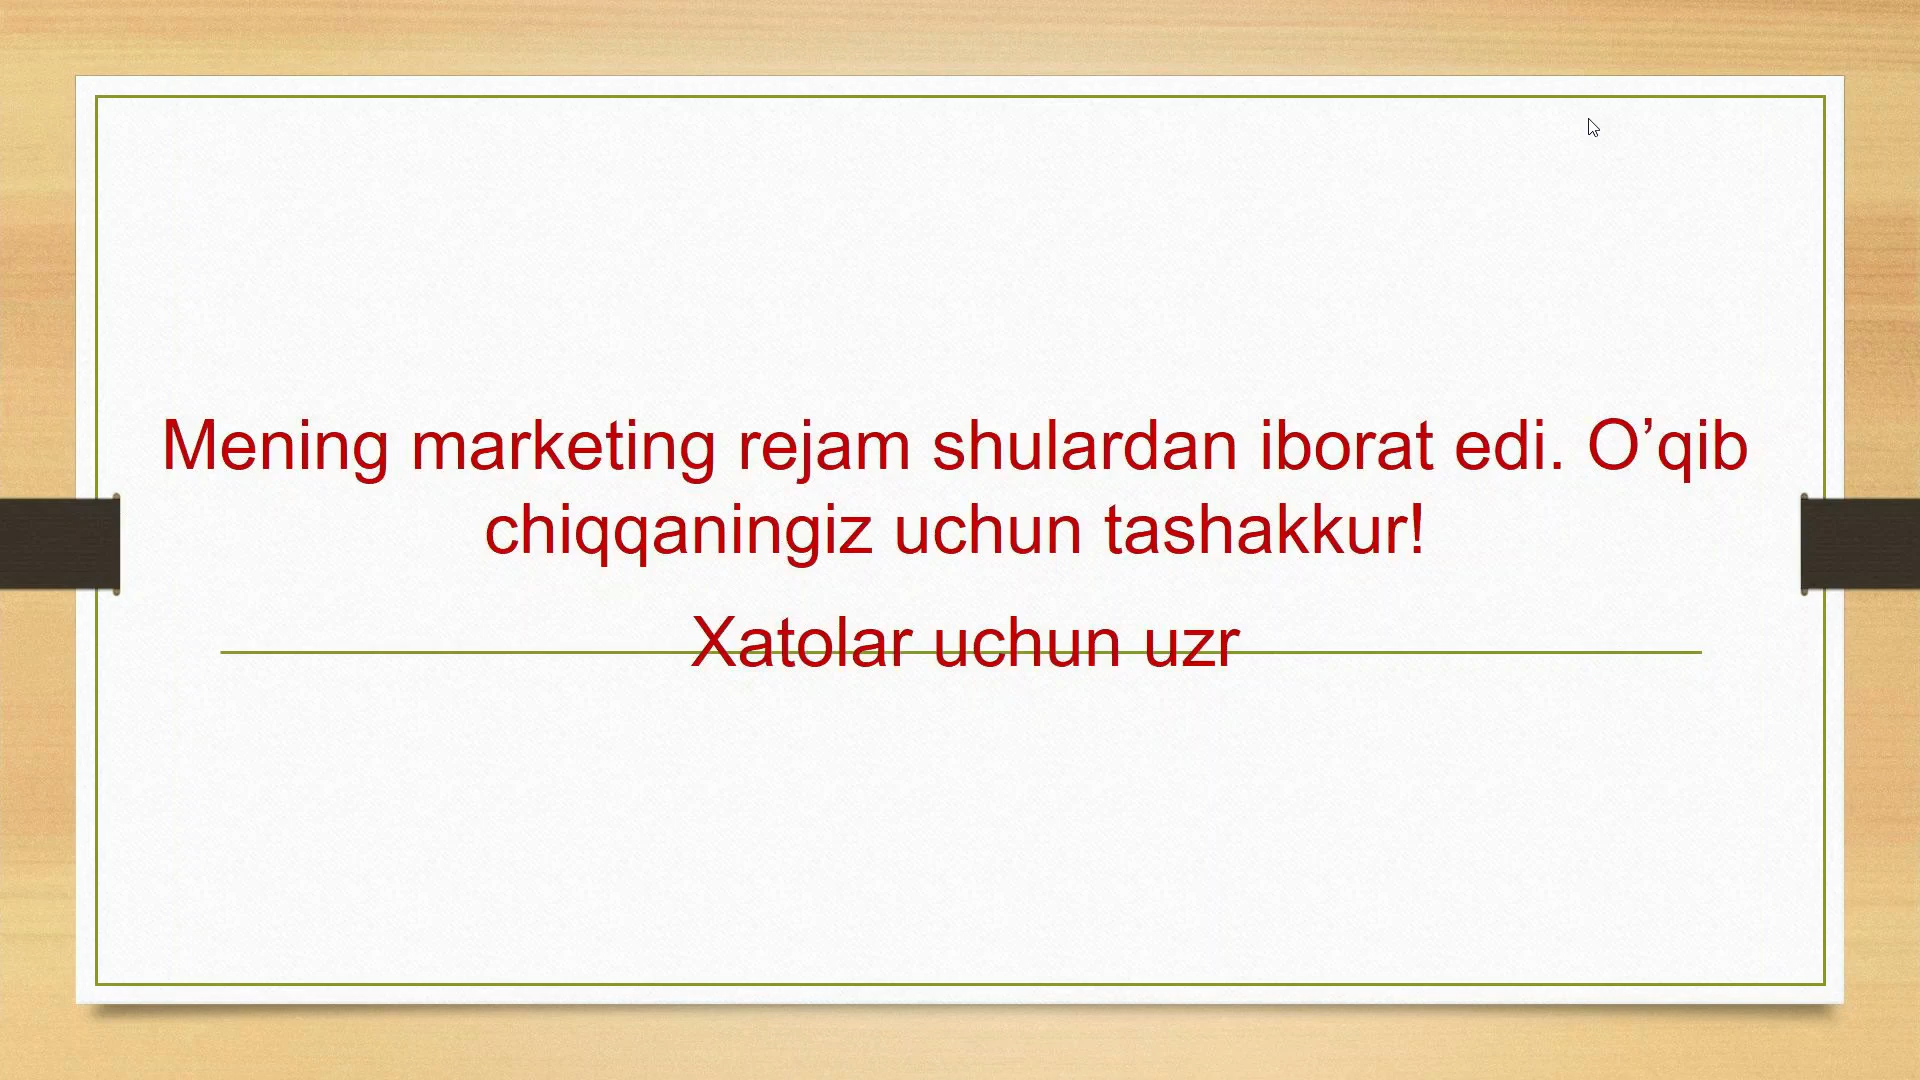 Mening marketing rejam shulardan iborat edi. O’qib
chiqqaningiz uchun tashakkur!
Xatolar uchun uzr